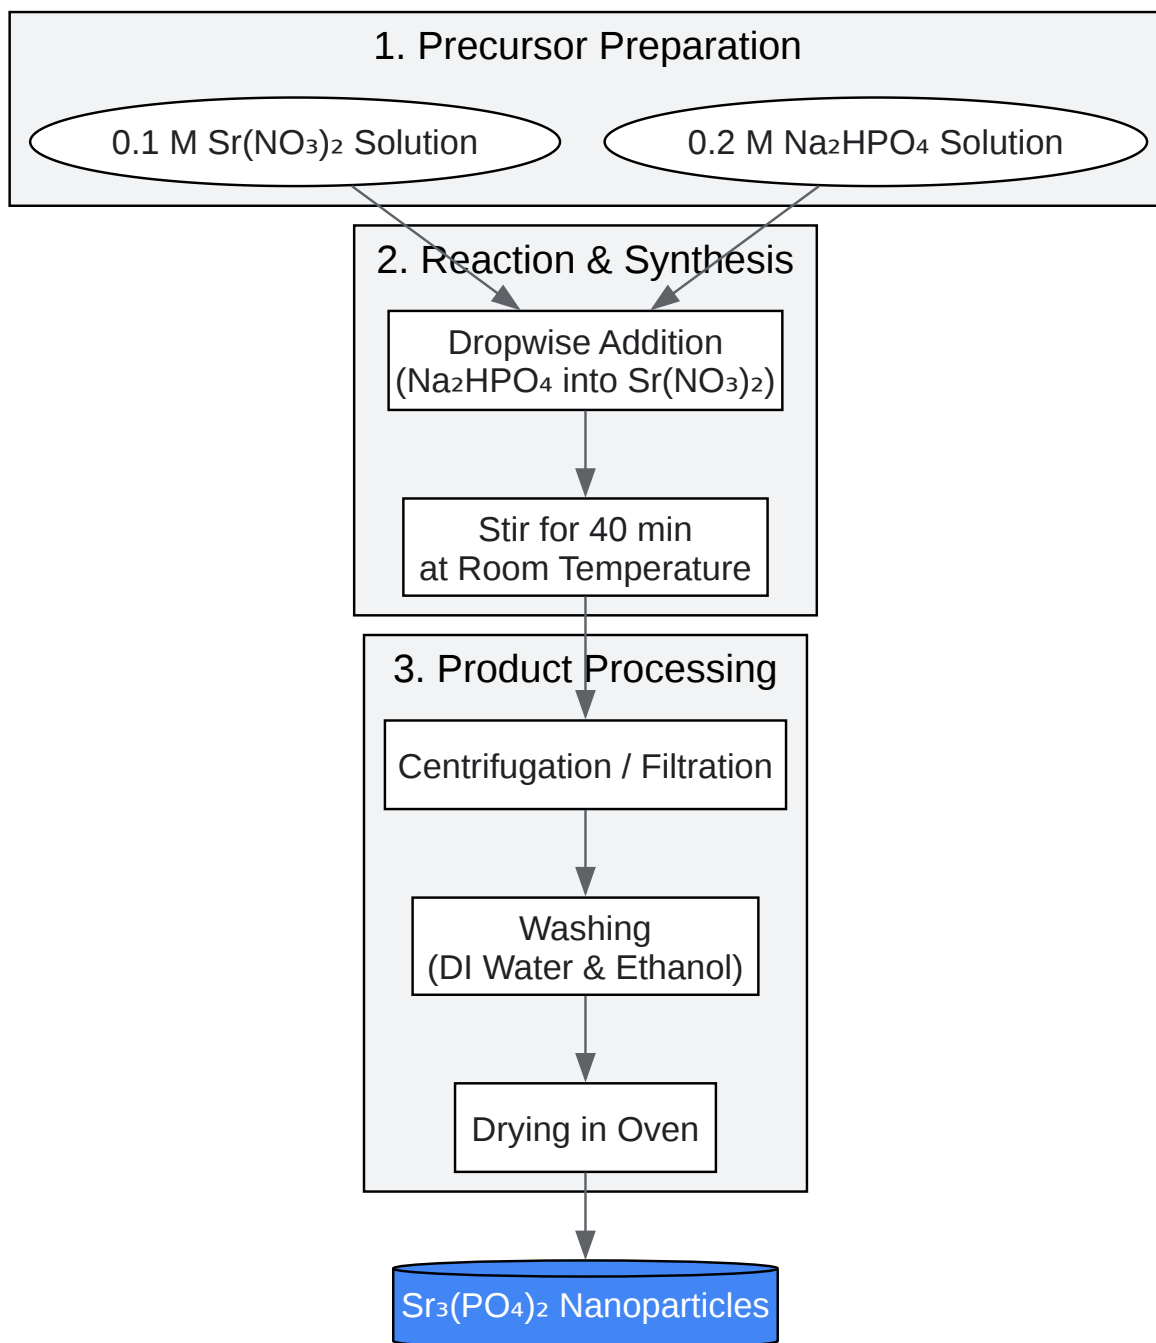 1. Precursor Preparation
0.1 M Sr(NO₃)₂ Solution
0.2 M Na₂HPO₄ Solution
2. Reaction & Synthesis
Dropwise Addition
(Na₂HPO₄ into Sr(NO₃)₂)
Stir for 40 min
at Room Temperature
3. Product Processing
Centrifugation / Filtration
Washing
(DI Water & Ethanol)
Drying in Oven
Sr₃(PO₄)₂ Nanoparticles